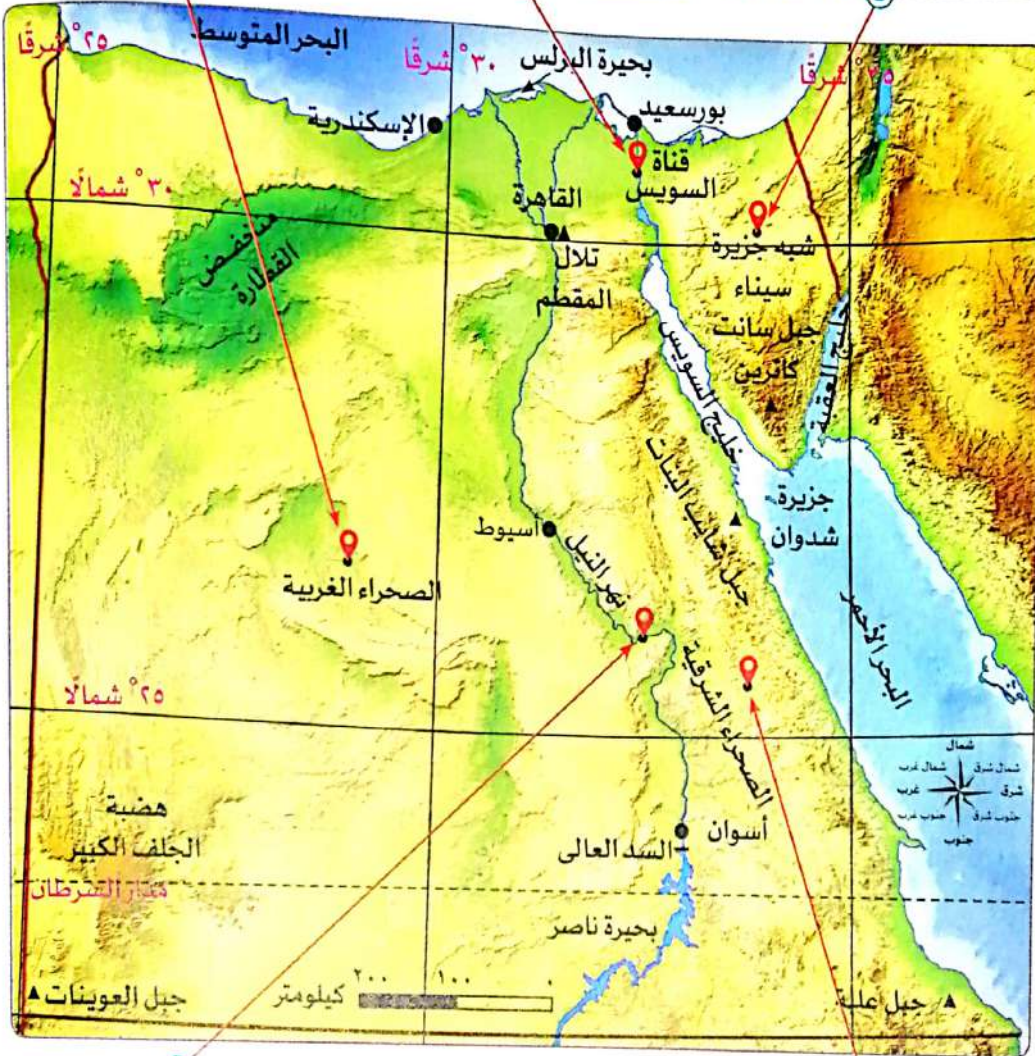 البحر المتوسط
٢٥° شرقًا
٣٠° شرقًا
٣٥° شرقًا
بحيرة البرلس
بورسعيد
الإسكندرية
قناة
السويس
٣٠° شمالًا
القاهرة
منخفض
القطارة
تلال
المقطم
شبه جزيرة
سيناء
جبل سانت
كاترين
خليج السويس
خليج العقبة
جزيرة
شدوان
جبل شايب البنات
أسيوط
نهر النيل
الصحراء الغربية
البحر الأحمر
الصحراء الشرقية
٢٥° شمالًا
شمال
شمال غرب
شمال شرق
غرب
شرق
جنوب غرب
جنوب شرق
جنوب
هضبة
الجلف الكبير
أسوان
السد العالى
مدار السرطان
بحيرة ناصر
جبل العوينات
كيلومتر
٢٠٠
١٠٠
٠
جبل علبة